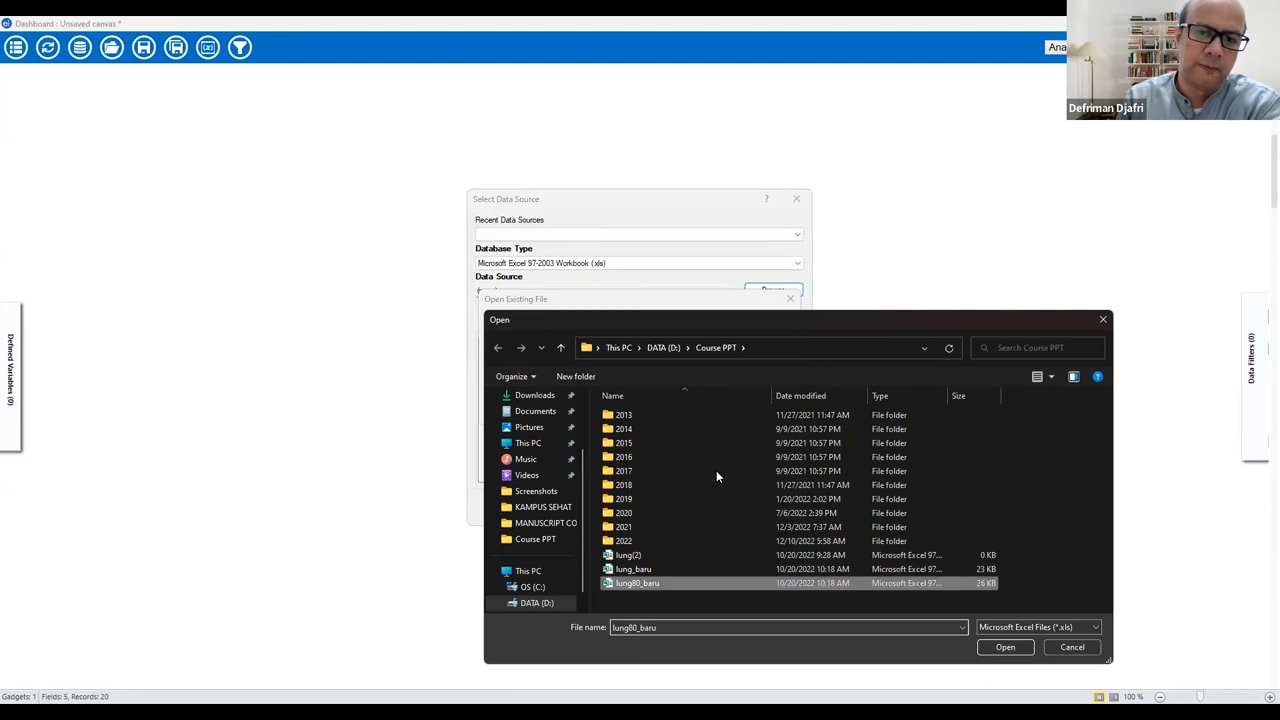 Dashboard : Unsaved canvas *
Ana
Defriman Djafri
Select Data Source
?
Recent Data Sources
Database Type
Microsoft Excel 97-2003 Workbook (.xls)
Data Source
Open Existing File
Open
This PC > DATA (D:) > Course PPT >
Search Course PPT
Organize
New folder
Downloads
Documents
Pictures
This PC
Music
Videos
Screenshots
KAMPUS SEHAT
MANUSCRIPT CO
Course PPT
This PC
OS (C:)
DATA (D:)
Name Date modified Type Size
2013 11/27/2021 11:47 AM File folder
2014 9/9/2021 10:57 PM File folder
2015 9/9/2021 10:57 PM File folder
2016 9/9/2021 10:57 PM File folder
2017 9/9/2021 10:57 PM File folder
2018 11/27/2021 11:47 AM File folder
2019 1/20/2022 2:02 PM File folder
2020 7/6/2022 2:39 PM File folder
2021 12/3/2022 7:37 AM File folder
2022 12/10/2022 5:58 AM File folder
lung(2) 10/20/2022 9:28 AM Microsoft Excel 97... 0 KB
lung_baru 10/20/2022 10:18 AM Microsoft Excel 97... 23 KB
lung80_baru 10/20/2022 10:18 AM Microsoft Excel 97... 26 KB
File name: lung80_baru
Microsoft Excel Files (*.xls)
Open
Cancel
Defined Variables (0)
Data Filters (0)
Gadgets: 1 Fields: 5, Records: 20
100 %